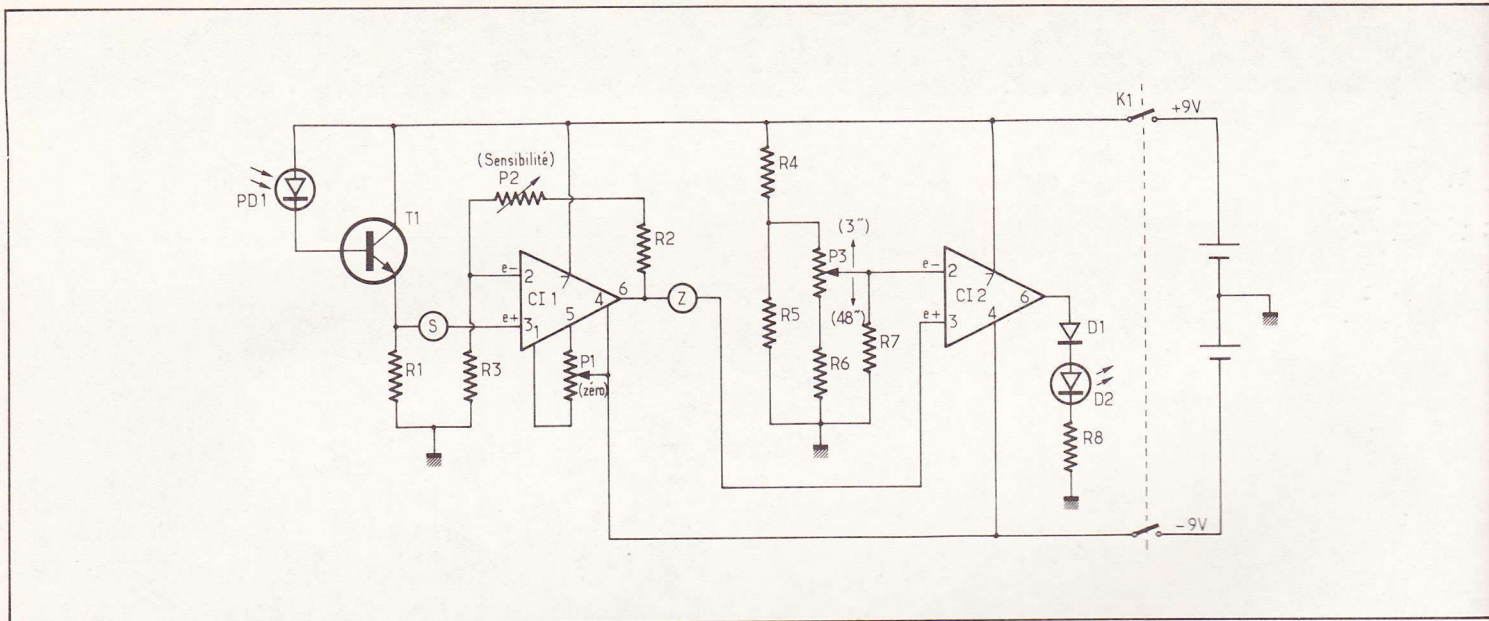 K1
+9V
(Sensibilité)
P2
R4
PD1
T1
R2
(3˝)
P3
e-
2
7
CI 1
4
6
Z
e-
2
7
CI 2
6
S
e+
3
1
5
R5
(48˝)
e+
3
4
D1
R1
R3
P1
(zéro)
R6
R7
D2
R8
-9V